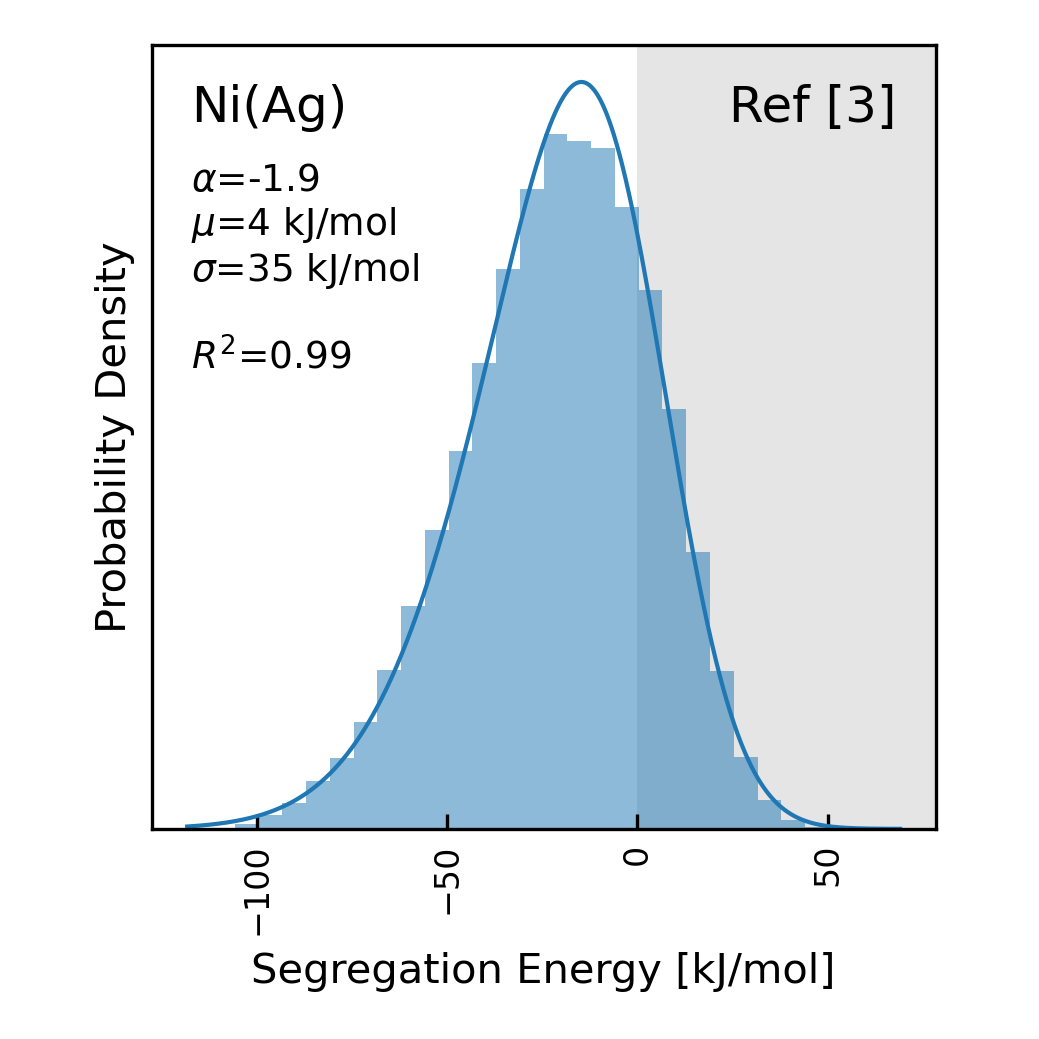 Ni(Ag)
Ref [3]
α=-1.9
μ=4 kJ/mol
σ=35 kJ/mol
R²=0.99
Probability Density
−100
−50
0
50
Segregation Energy [kJ/mol]